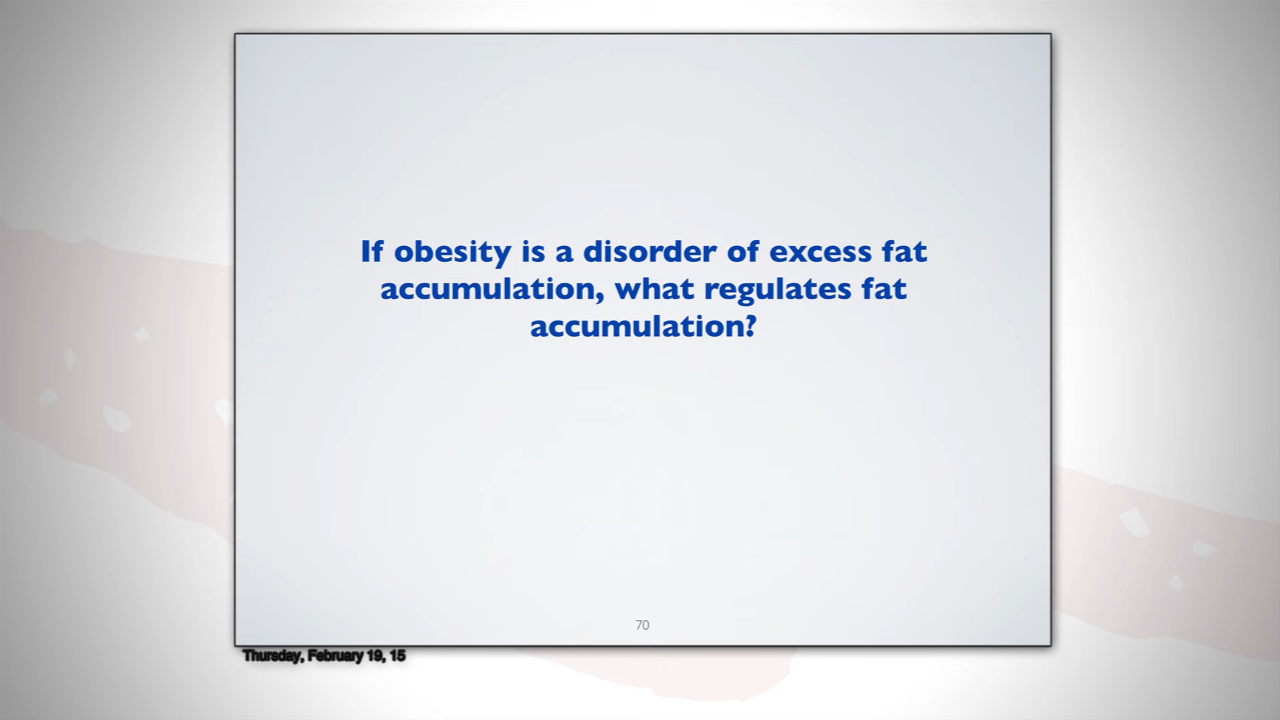 If obesity is a disorder of excess fat
accumulation, what regulates fat
accumulation?
70
Thursday, February 19, 15